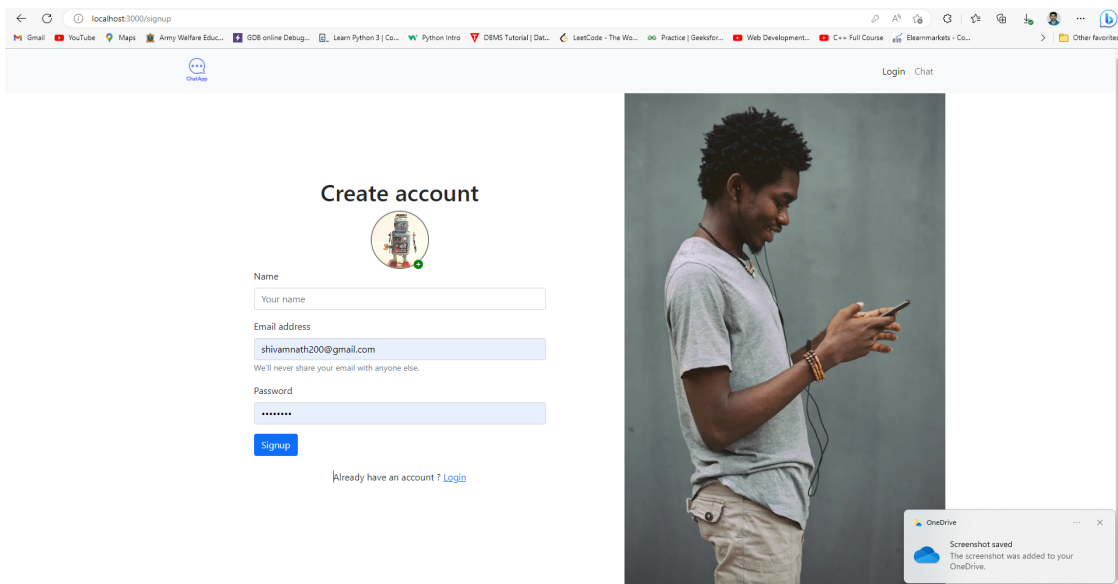 localhost:3000/signup
Gmail YouTube Maps Army Welfare Educ... GDB online Debug... Learn Python 3 | Co... Python Intro DBMS Tutorial | Dat... LeetCode - The Wo... Practice | Geeksfor... Web Development... C++ Full Course Elearnmarkets - Co... Other favorites
ChatApp
Login Chat
Create account
Name
Your name
Email address
shivamnath200@gmail.com
We'll never share your email with anyone else.
Password
••••••••
Signup
Already have an account ? Login
OneDrive
Screenshot saved
The screenshot was added to your
OneDrive.